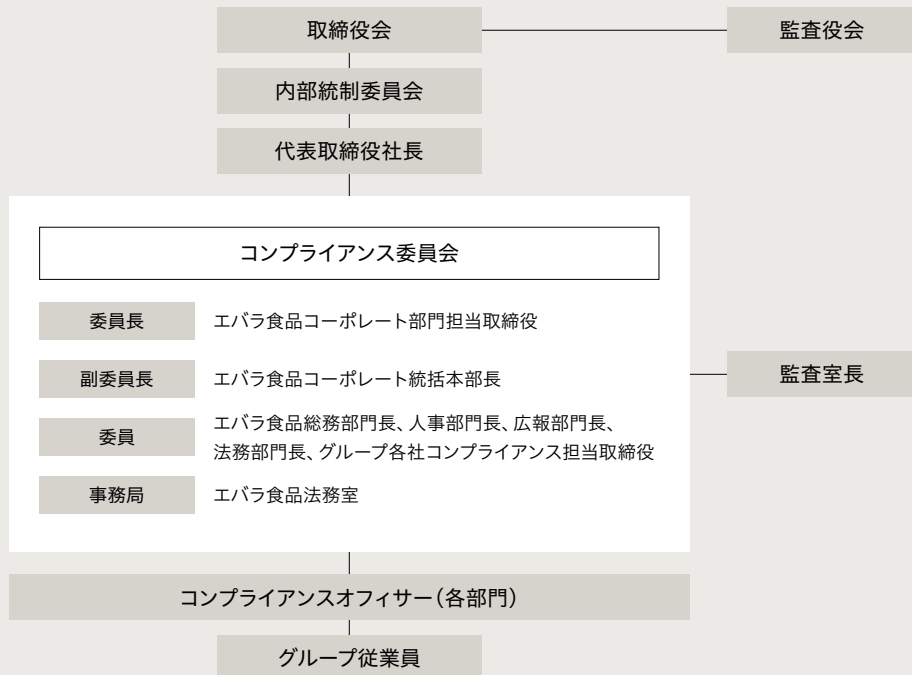 取締役会
監査役会
内部統制委員会
代表取締役社長
コンプライアンス委員会
委員長
エバラ食品コーポレート部門担当取締役
副委員長
エバラ食品コーポレート統括本部長
監査室長
委員
エバラ食品総務部門長、人事部門長、広報部門長、
法務部門長、グループ各社コンプライアンス担当取締役
事務局
エバラ食品法務室
コンプライアンスオフィサー（各部門）
グループ従業員